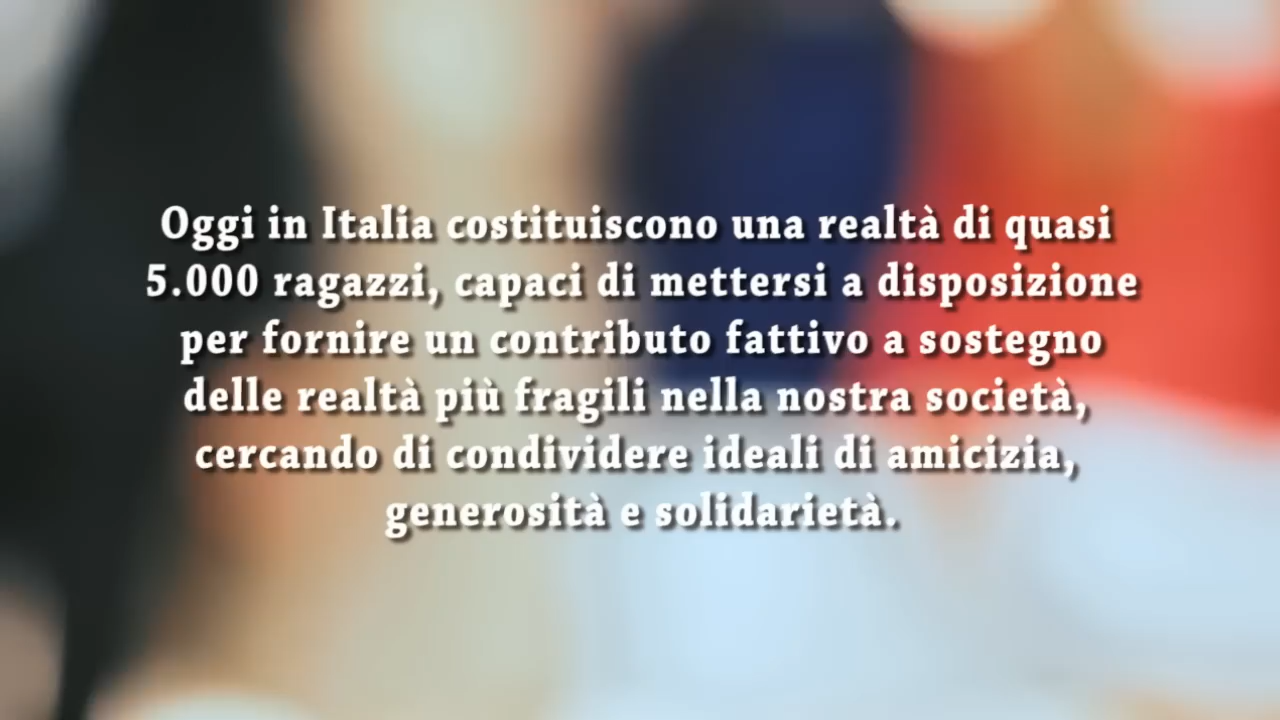 Oggi in Italia costituiscono una realtà di quasi
5.000 ragazzi, capaci di mettersi a disposizione
per fornire un contributo fattivo a sostegno
delle realtà più fragili nella nostra società,
cercando di condividere ideali di amicizia,
generosità e solidarietà.